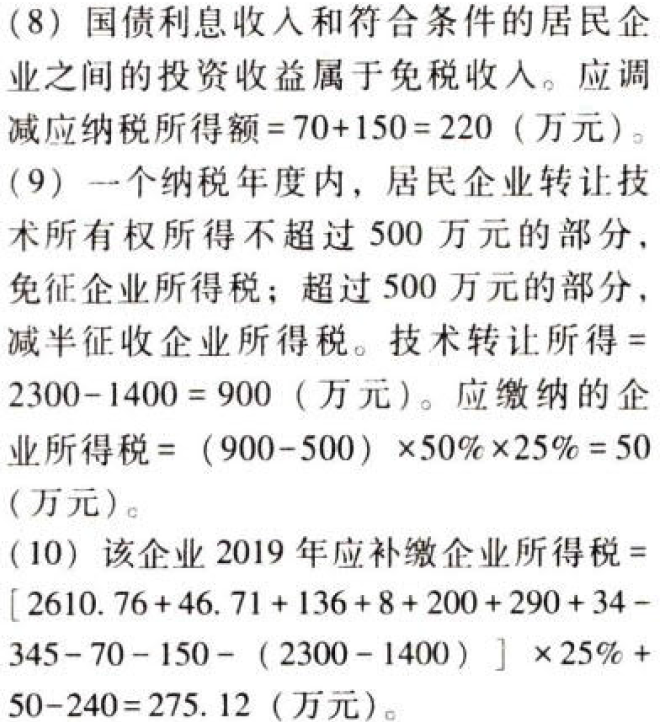 (8) 国债利息收入和符合条件的居民企
业之间的投资收益属于免税收入。应调
减应纳税所得额=70+150=220（万元）。
(9) 一个纳税年度内，居民企业转让技
术所有权所得不超过 500 万元的部分，
免征企业所得税；超过 500 万元的部分，
减半征收企业所得税。技术转让所得=
2300-1400=900（万元）。应缴纳的企
业所得税=（900-500）×50%×25%=50
（万元）。
(10) 该企业 2019 年应补缴企业所得税=
[2610.76+46.71+136+8+200+290+34-
345-70-150-（2300-1400）]×25%+
50-240=275.12（万元）。